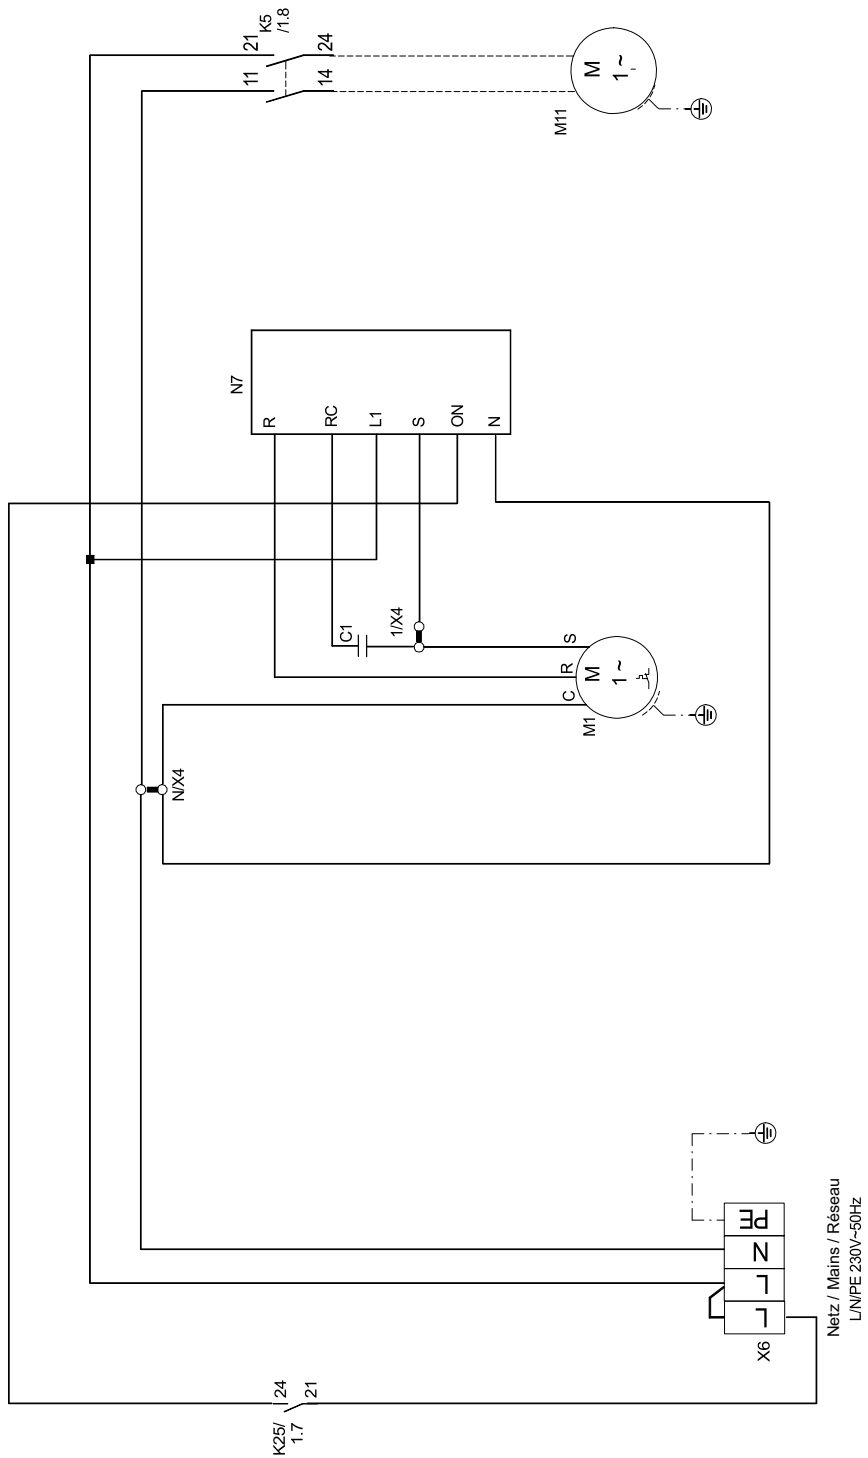 K5
/1.8
21
24
11
14
M
1~
M11
N7
R
RC
L1
S
ON
N
C1
1/X4
S
R
C
M
1~
M1
N/X4
PE
N
L
L
X6
Netz / Mains / Réseau
L/N/PE 230V~50Hz
24
21
K25/
1.7